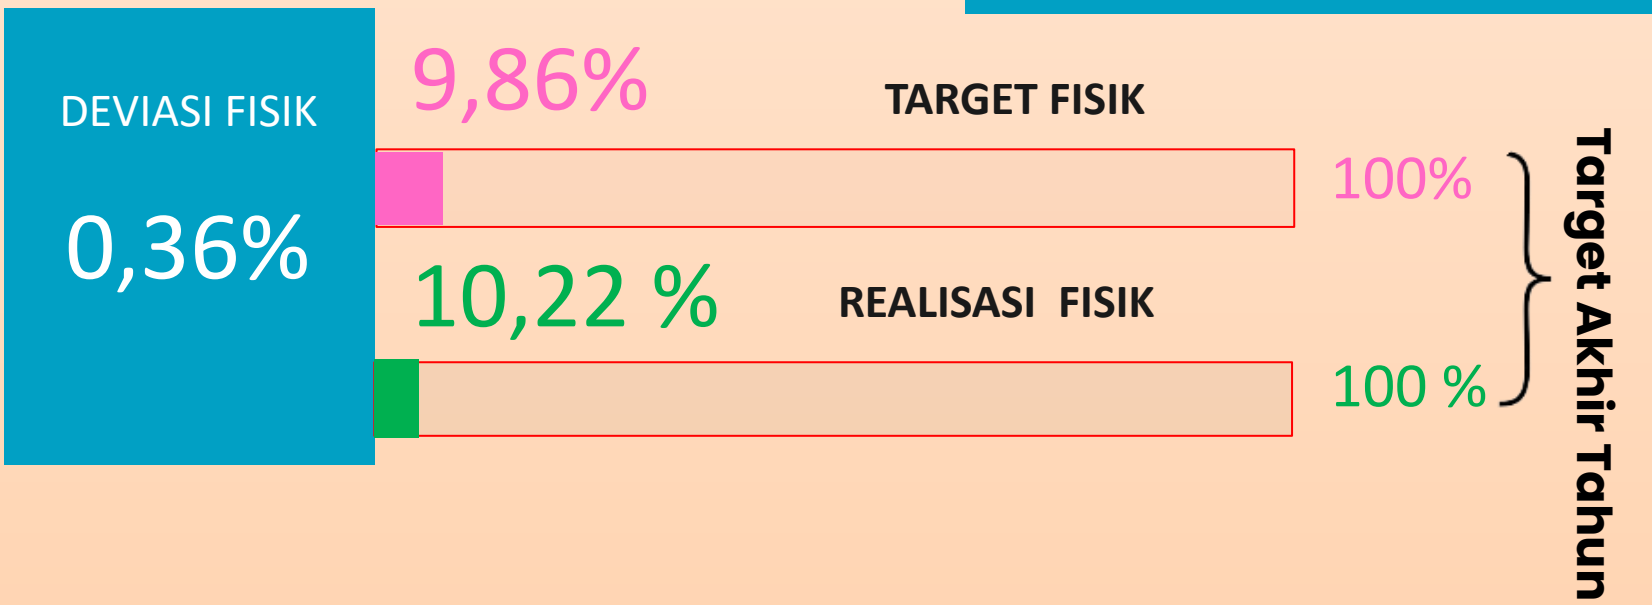 DEVIASI FISIK
0,36%
9,86%
TARGET FISIK
100%
10,22 %
REALISASI  FISIK
100 %
Target Akhir Tahun